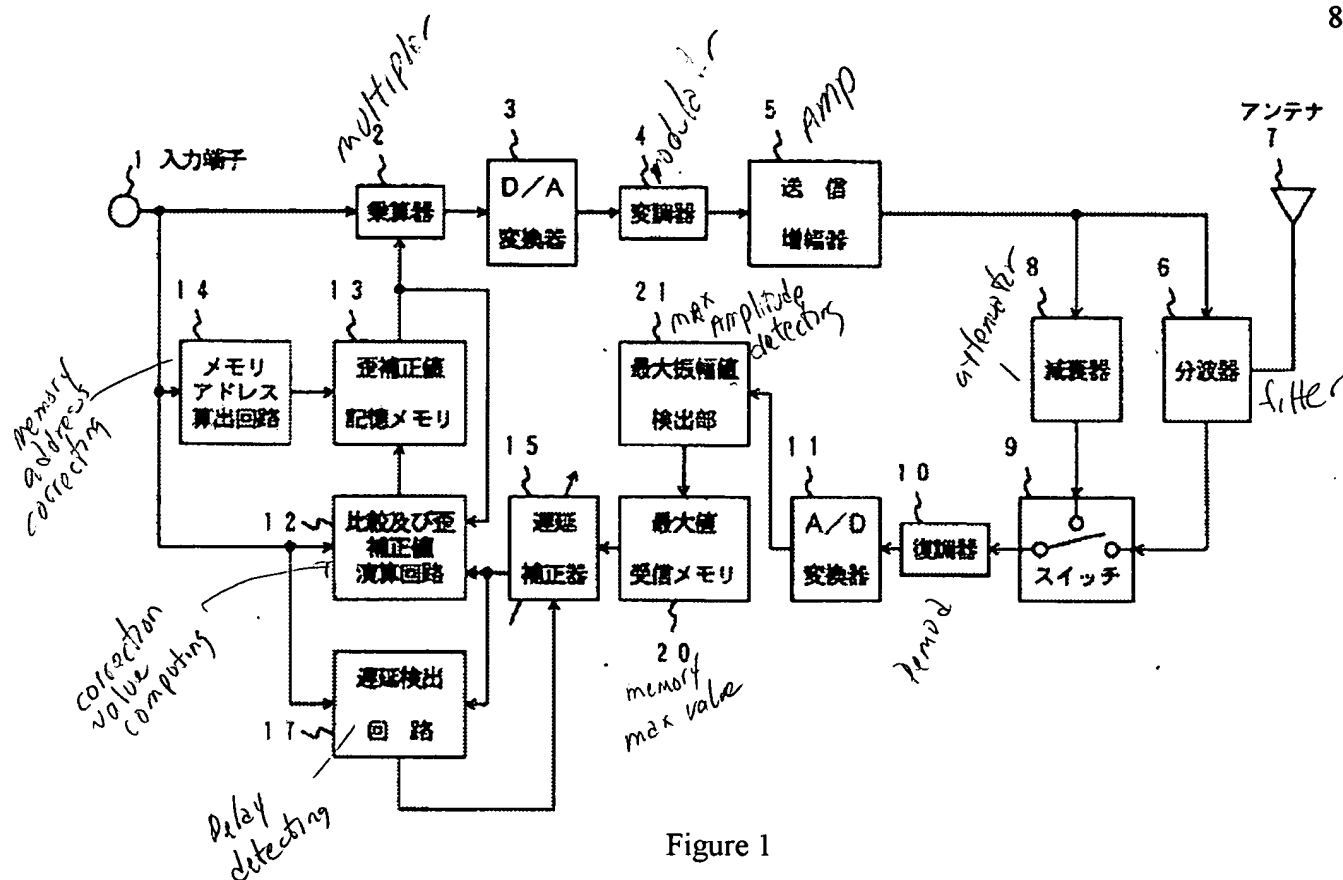 8
multiplier
modulator
Amp
アンテナ
7
1 入力端子
2
3
4
5
乗算器
D/A
変換器
変調器
送信
増幅器
14
13
21
max
Amplitude
detecting
8
6
メモリ
アドレス
算出回路
歪補正値
記憶メモリ
最大振幅値
検出部
attenuator
減衰器
分波器
filter
memory
address
correcting
15
11
10
9
12
比較及び歪
補正値
演算回路
遅延
補正器
最大値
受信メモリ
A/D
変換器
復調器
スイッチ
correction
value
computing
20
memory
max value
Demod
遅延検出
回路
17
Delay
detecting
Figure 1